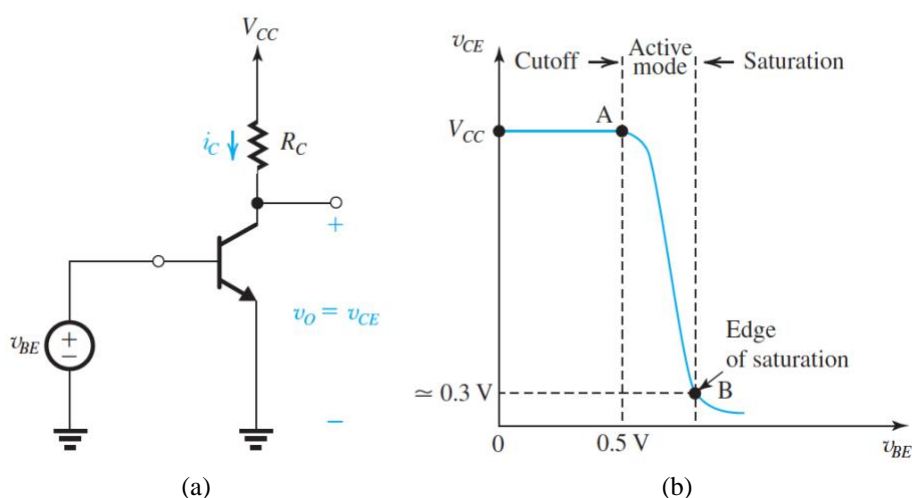 V_CC
i_C
R_C
+
v_O = v_CE
v_BE
+
−
−
(a)
v_CE
Cutoff
Active
mode
Saturation
A
V_CC
Edge
of saturation
≃ 0.3 V
B
0
0.5 V
v_BE
(b)